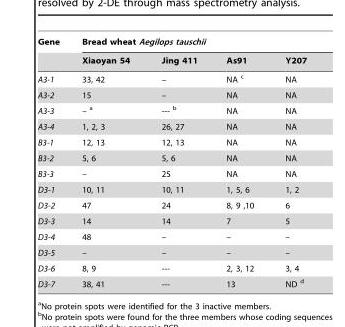 resolved by 2-DE through mass spectrometry analysis.
Gene Bread wheat Aegilops tauschii
Xiaoyan 54 Jing 411 As91 Y207
A3-1 33, 42 – NA c NA
A3-2 15 – NA NA
A3-3 – a --- b NA NA
A3-4 1, 2, 3 26, 27 NA NA
B3-1 12, 13 12, 13 NA NA
B3-2 5, 6 5, 6 NA NA
B3-3 – 25 NA NA
D3-1 10, 11 10, 11 1, 5, 6 1, 2
D3-2 47 24 8, 9 ,10 6
D3-3 14 14 7 5
D3-4 48 – – –
D3-5 – – – –
D3-6 8, 9 --- 2, 3, 12 3, 4
D3-7 38, 41 --- 13 ND d
aNo protein spots were identified for the 3 inactive members.
bNo protein spots were found for the three members whose coding sequences
were not amplified by genomic PCR.